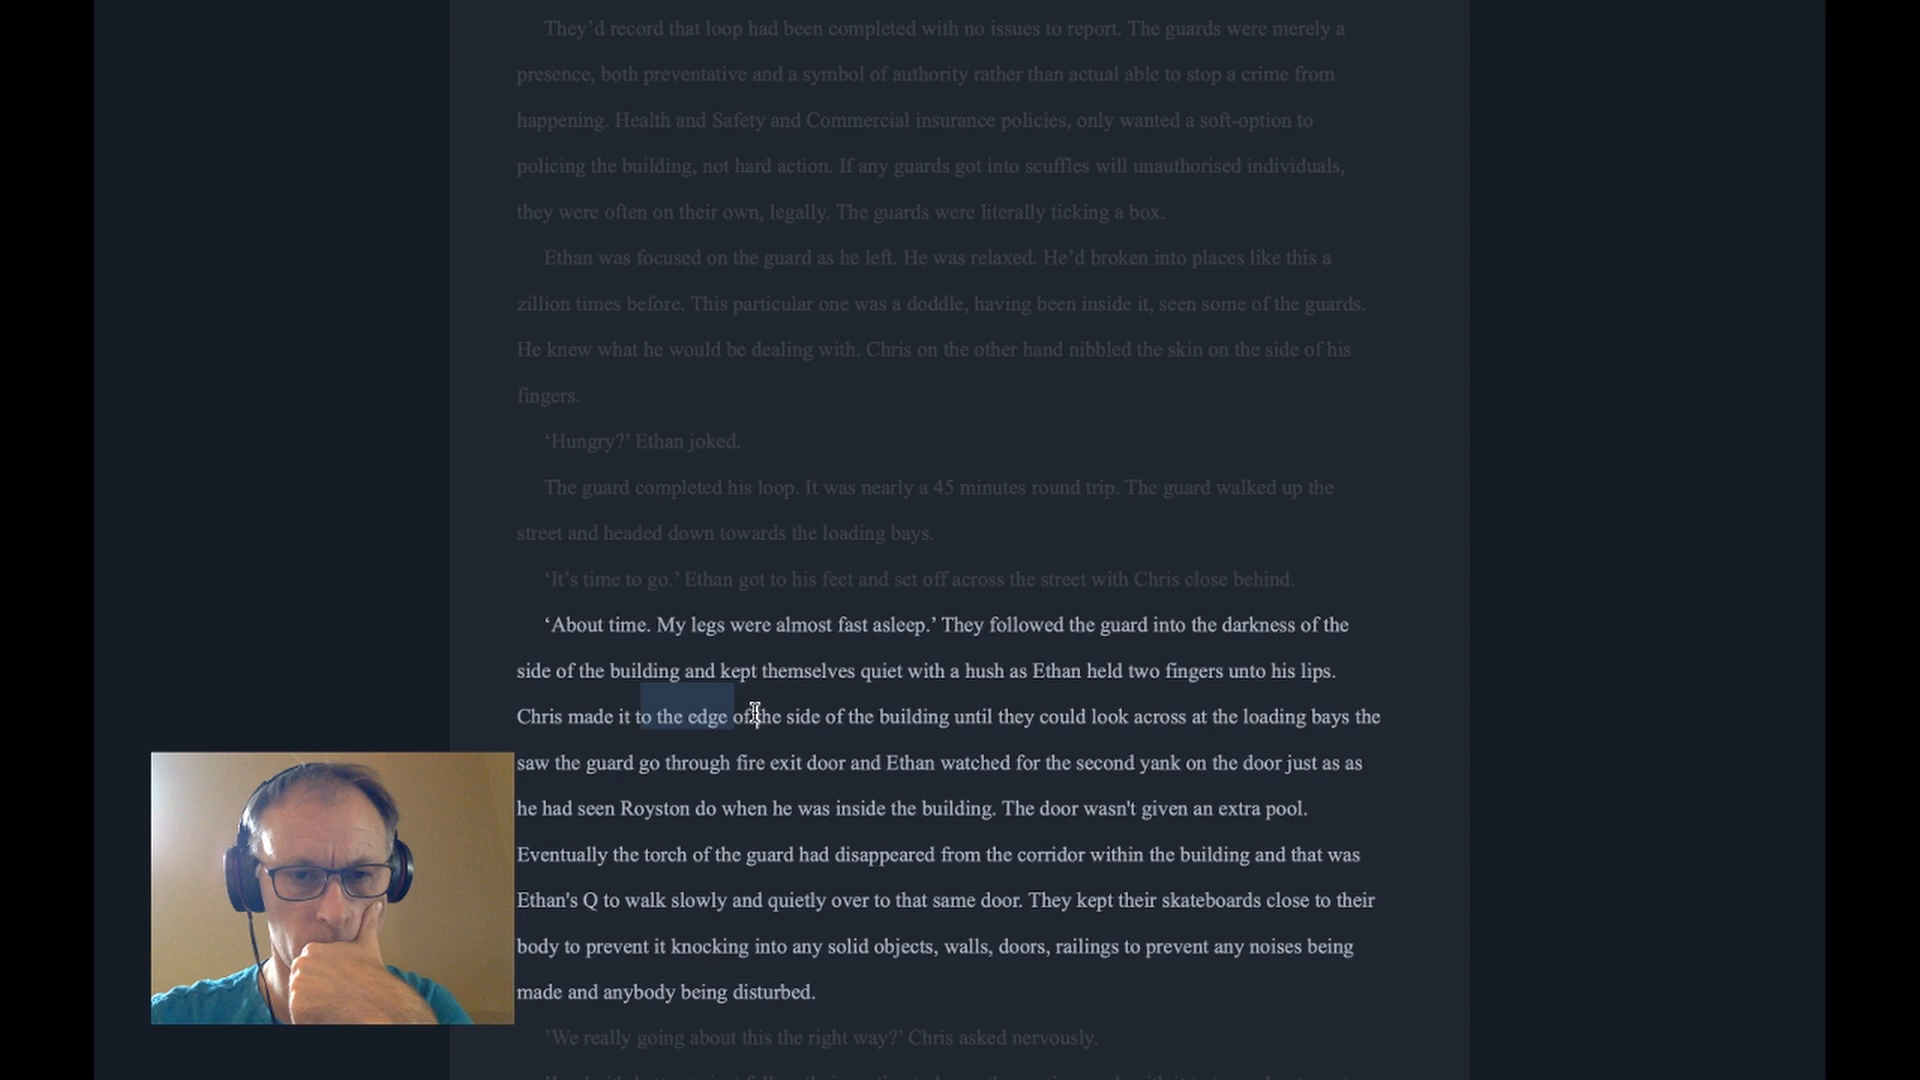 They’d record that loop had been completed with no issues to report. The guards were merely a
presence, both preventative and a symbol of authority rather than actual able to stop a crime from
happening. Health and Safety and Commercial insurance policies, only wanted a soft-option to
policing the building, not hard action. If any guards got into scuffles will unauthorised individuals,
they were often on their own, legally. The guards were literally ticking a box.
Ethan was focused on the guard as he left. He was relaxed. He’d broken into places like this a
zillion times before. This particular one was a doddle, having been inside it, seen some of the guards.
He knew what he would be dealing with. Chris on the other hand nibbled the skin on the side of his
fingers.
‘Hungry?’ Ethan joked.
The guard completed his loop. It was nearly a 45 minutes round trip. The guard walked up the
street and headed down towards the loading bays.
‘It’s time to go.’ Ethan got to his feet and set off across the street with Chris close behind.
‘About time. My legs were almost fast asleep.’ They followed the guard into the darkness of the
side of the building and kept themselves quiet with a hush as Ethan held two fingers unto his lips.
Chris made it to the edge of the side of the building until they could look across at the loading bays the
saw the guard go through fire exit door and Ethan watched for the second yank on the door just as as
he had seen Royston do when he was inside the building. The door wasn't given an extra pool.
Eventually the torch of the guard had disappeared from the corridor within the building and that was
Ethan's Q to walk slowly and quietly over to that same door. They kept their skateboards close to their
body to prevent it knocking into any solid objects, walls, doors, railings to prevent any noises being
made and anybody being disturbed.
’We really going about this the right way?’ Chris asked nervously.